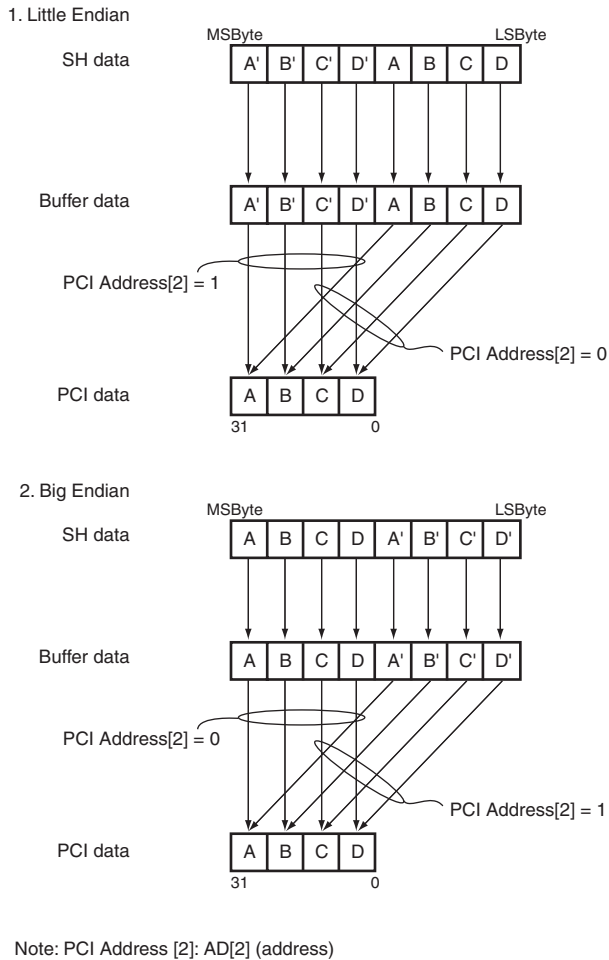 1. Little Endian
MSByte LSByte
SH data A' B' C' D' A B C D
Buffer data A' B' C' D' A B C D
PCI Address[2] = 1
PCI Address[2] = 0
PCI data A B C D
31 0
2. Big Endian
MSByte LSByte
SH data A B C D A' B' C' D'
Buffer data A B C D A' B' C' D'
PCI Address[2] = 0
PCI Address[2] = 1
PCI data A B C D
31 0
Note: PCI Address [2]: AD[2] (address)